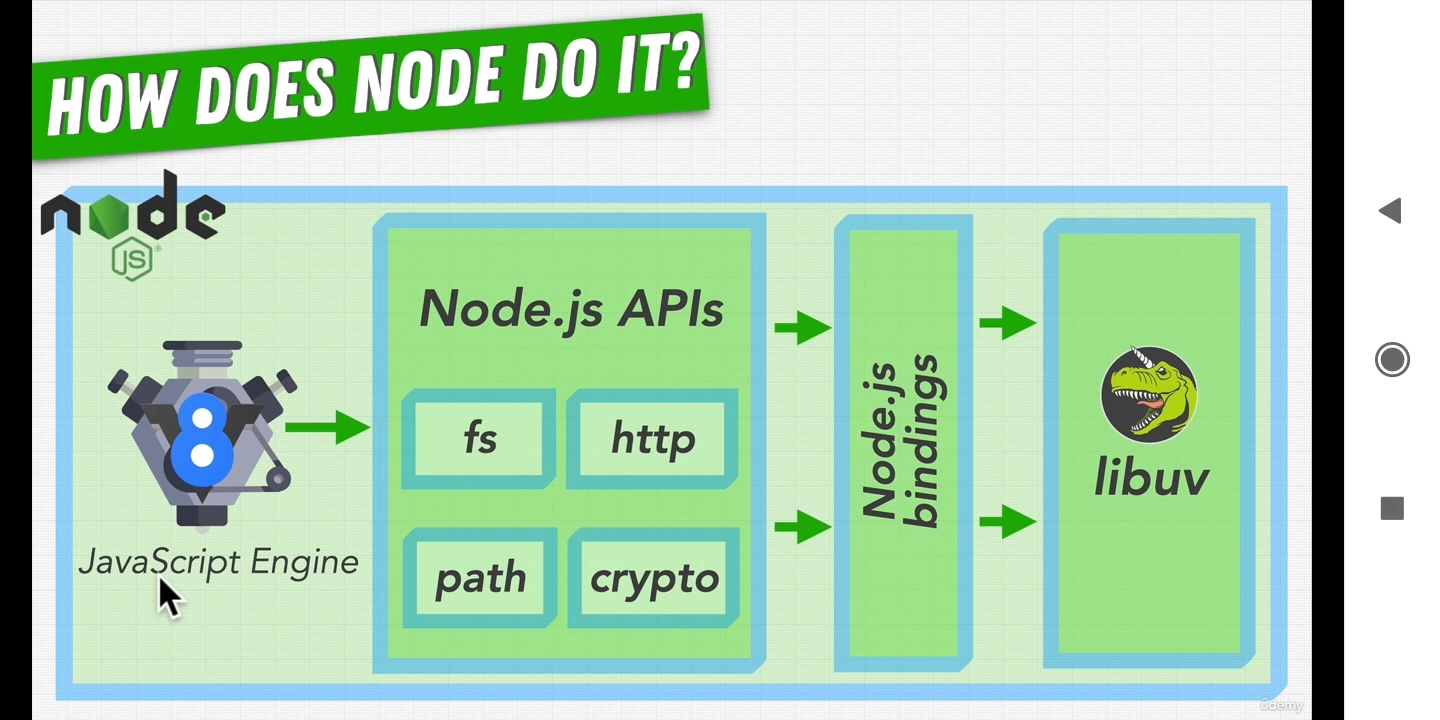 HOW DOES NODE DO IT?
node
JS
®
8
JavaScript Engine
Node.js APIs
fs
http
path
crypto
Node.js
bindings
libuv
ûdemy